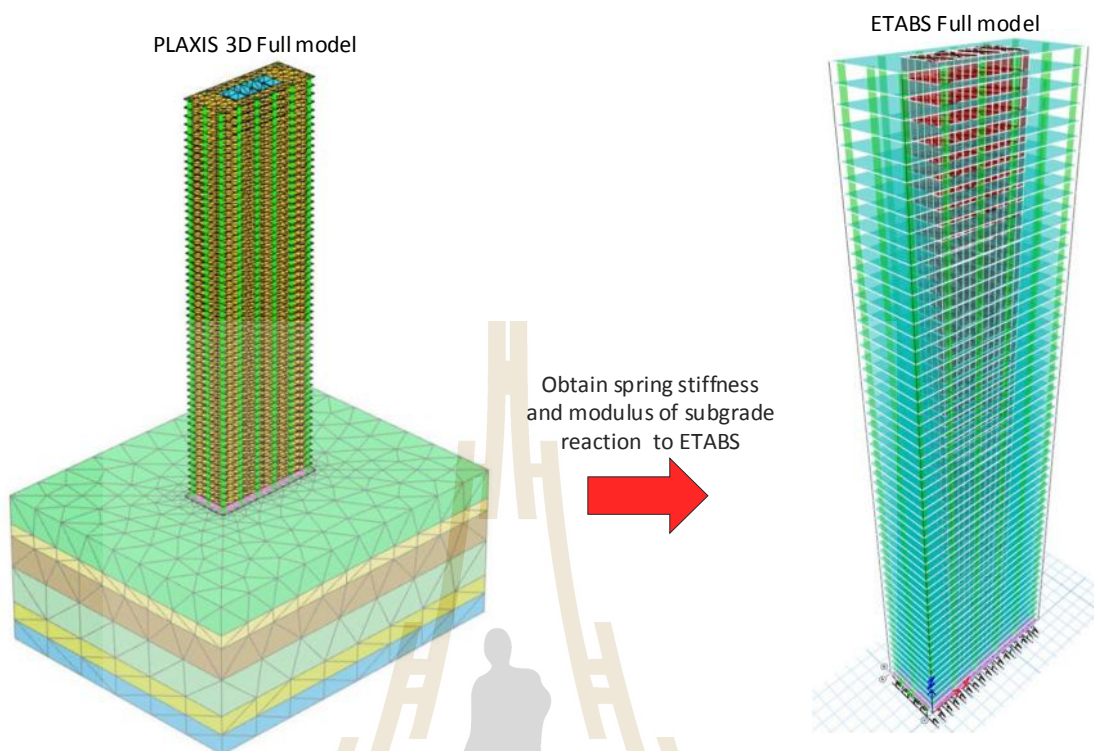 PLAXIS 3D Full model
ETABS Full model
Obtain spring stiffness
and modulus of subgrade
reaction to ETABS